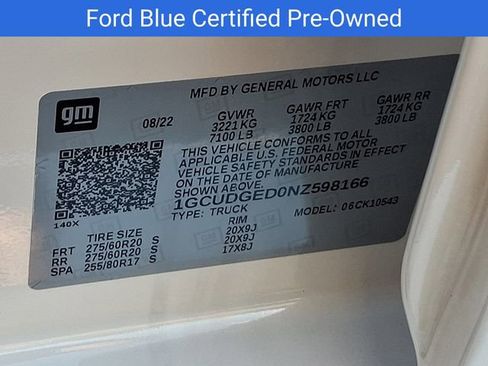 Ford Blue Certified Pre-Owned
MFD BY GENERAL MOTORS LLC
gm
08/22 GVWR GAWR FRT GAWR RR
3221 KG 1724 KG 1724 KG
7100 LB 3800 LB 3800 LB
THIS VEHICLE CONFORMS TO ALL
APPLICABLE U.S. FEDERAL MOTOR
VEHICLE SAFETY STANDARDS IN EFFECT
ON THE DATE OF MANUFACTURE
SHOWN ABOVE.
1GCUDGED0NZ598166
140X TYPE: TRUCK MODEL: 06CK10543
TIRE SIZE RIM
FRT 275/60R20 S 20X9J
RR 275/60R20 S 20X9J
SPA 255/80R17 S 17X8J